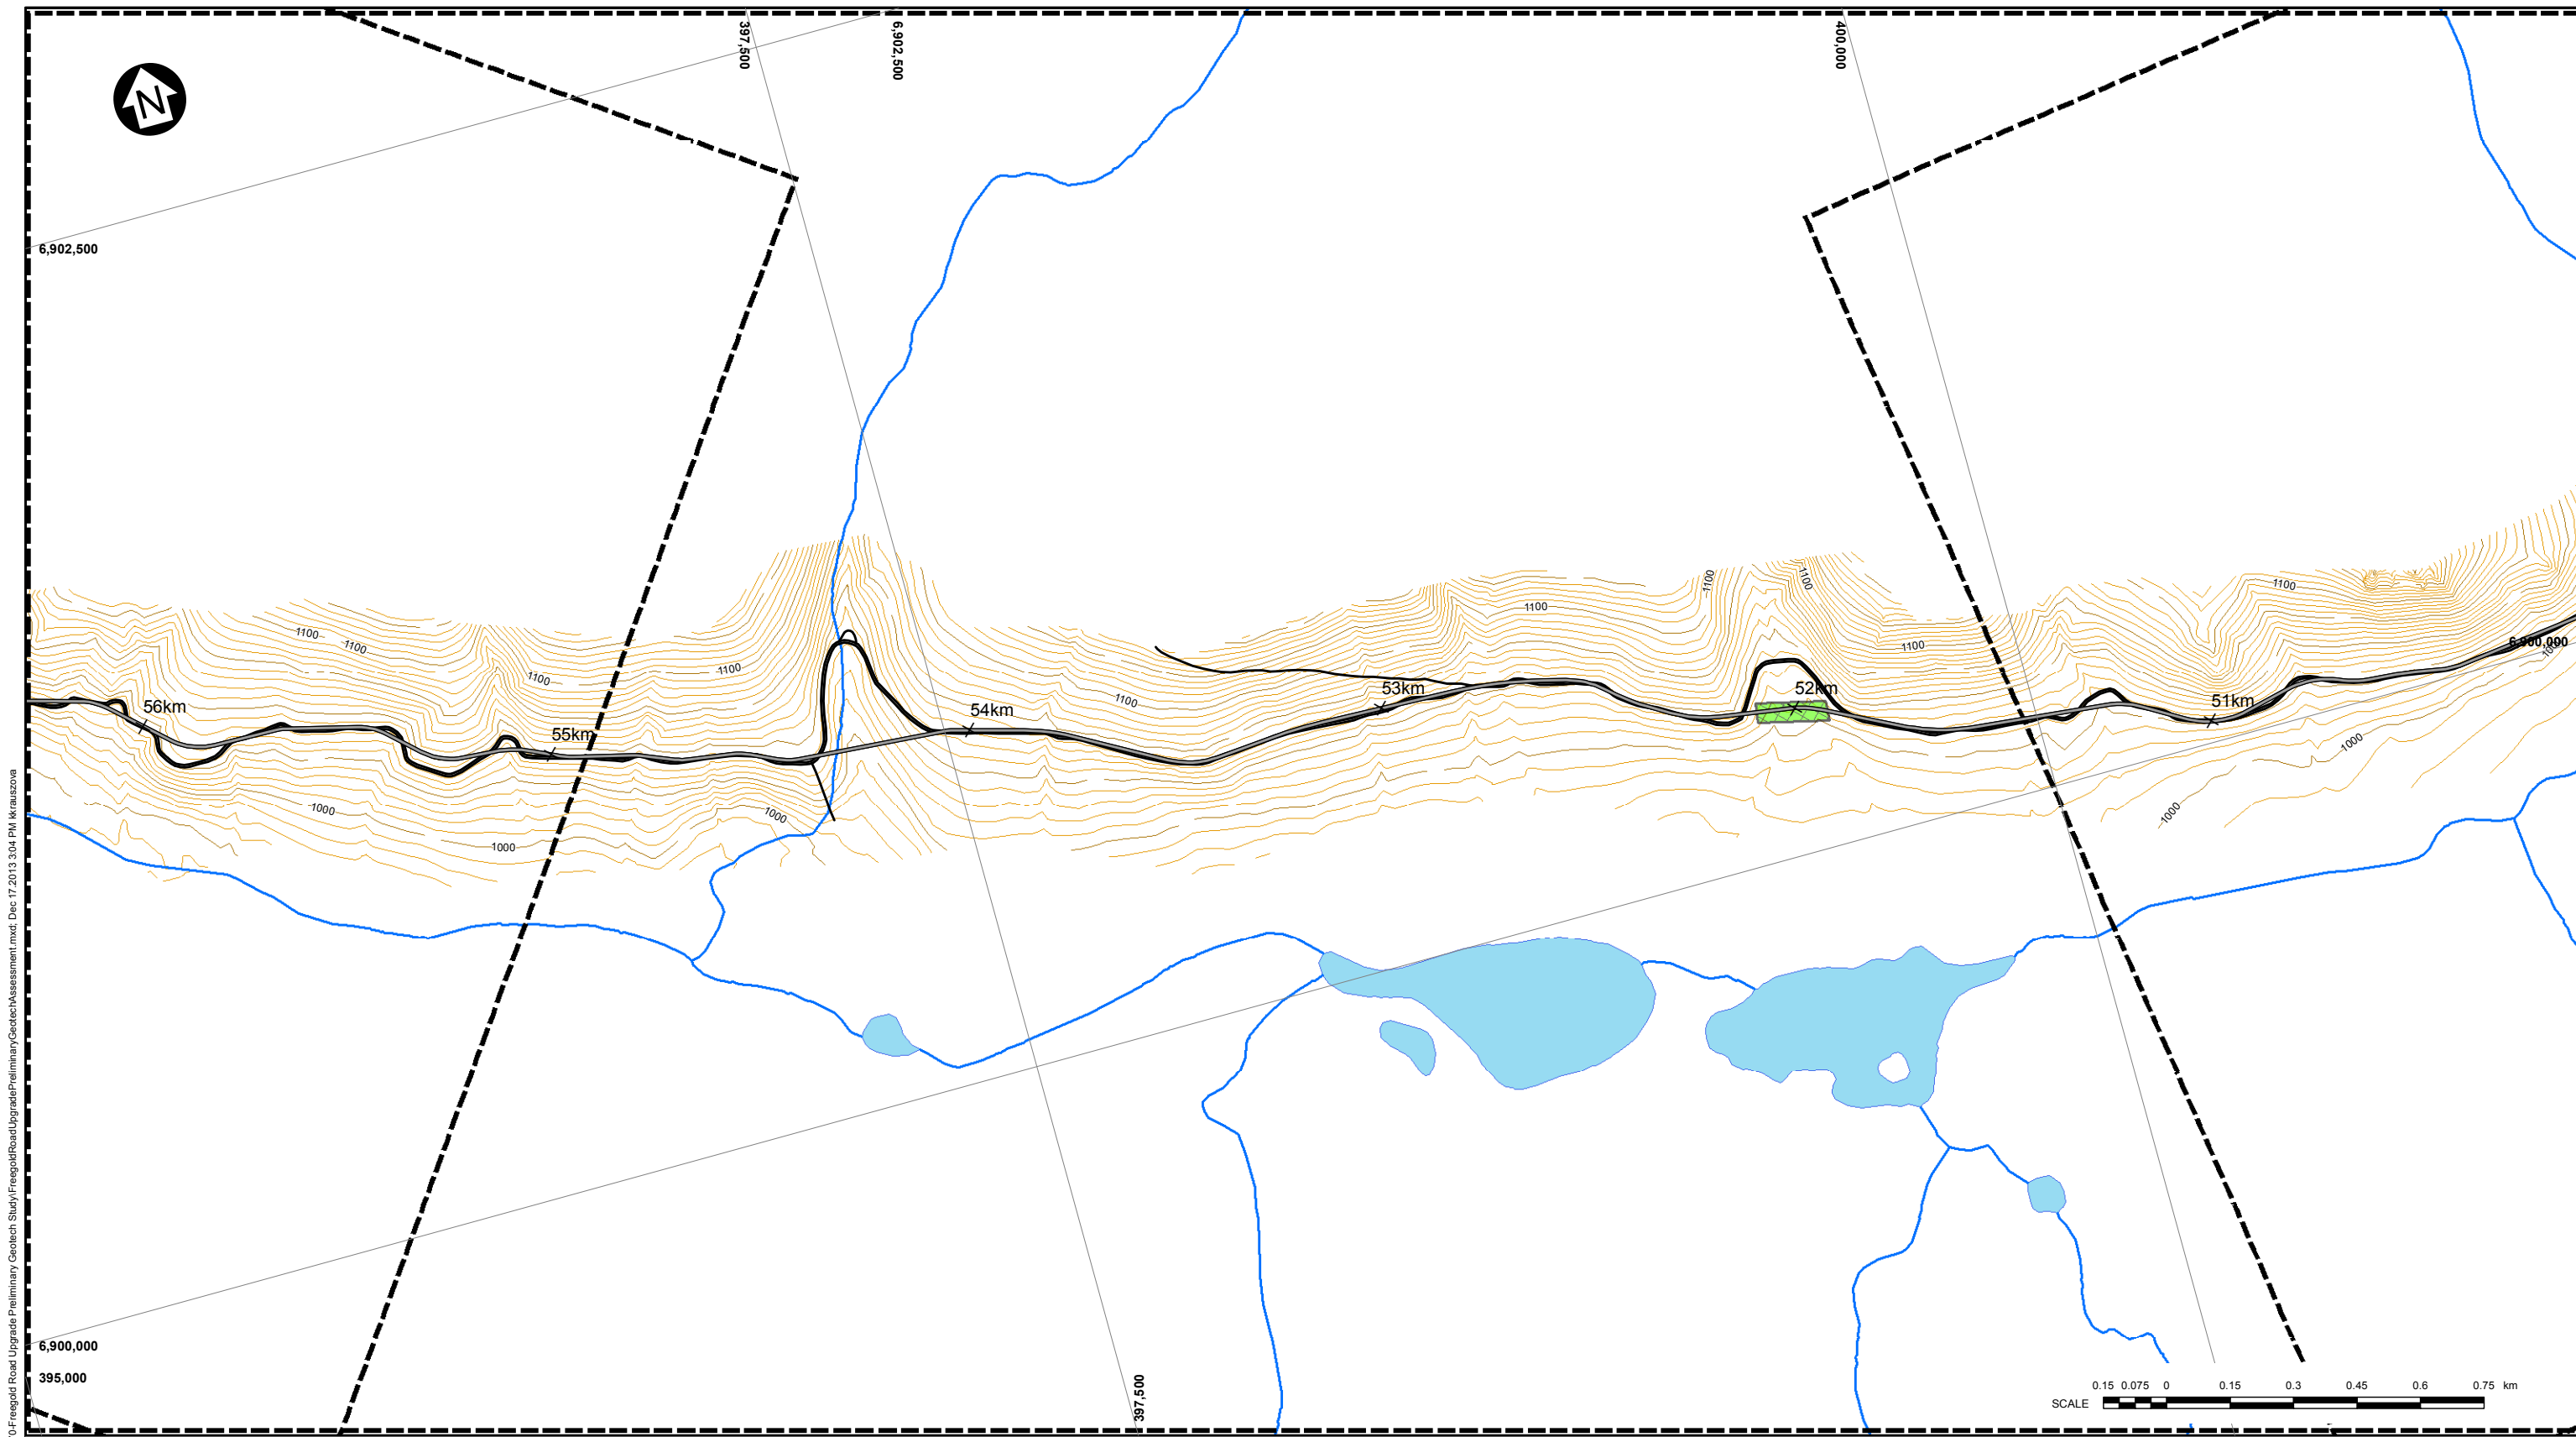 397,500
6,902,500
400,000
N
6,902,500
1100
1100
1100
1100
1100
1100
1100
1100
1100
1100
6,900,000
56km
55km
54km
53km
52km
51km
1000
1000
1000
1000
1000
6,900,000
395,000
397,500
0.15 0.075 0 0.15 0.3 0.45 0.6 0.75 km
SCALE
0-Freegold Road Upgrade Preliminary Geotech Study\FreegoldRoadUpgradePreliminaryGeotechAssessment.mxd; Dec 17.2013 3:04 PM kkrauszova